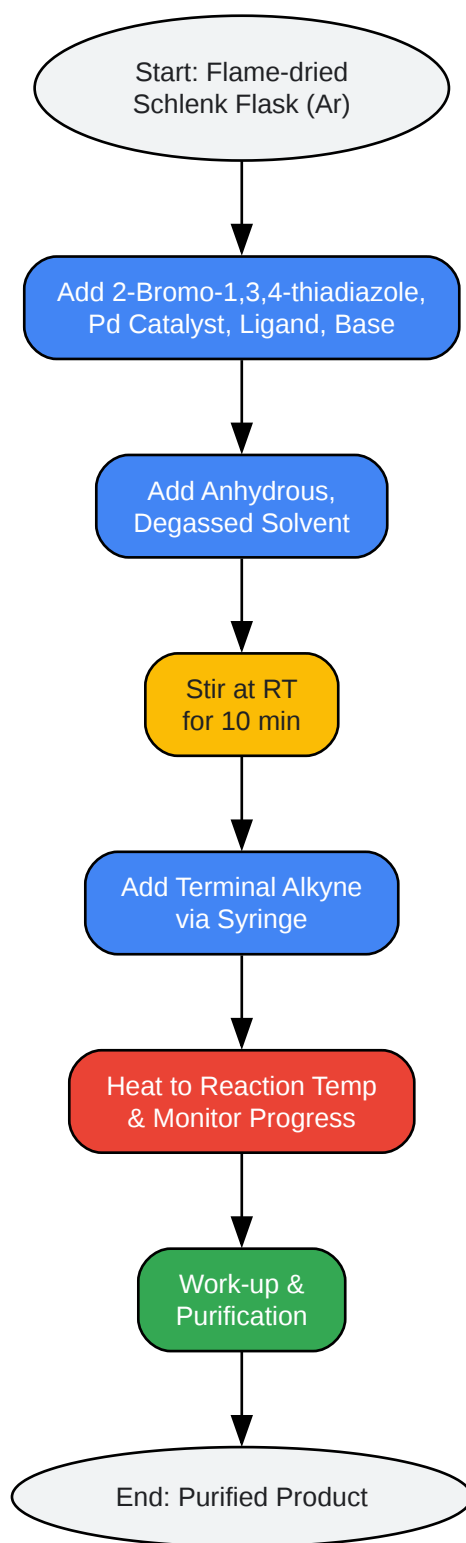 Start: Flame-dried
Schlenk Flask (Ar)
Add 2-Bromo-1,3,4-thiadiazole,
Pd Catalyst, Ligand, Base
Add Anhydrous,
Degassed Solvent
Stir at RT
for 10 min
Add Terminal Alkyne
via Syringe
Heat to Reaction Temp
& Monitor Progress
Work-up &
Purification
End: Purified Product